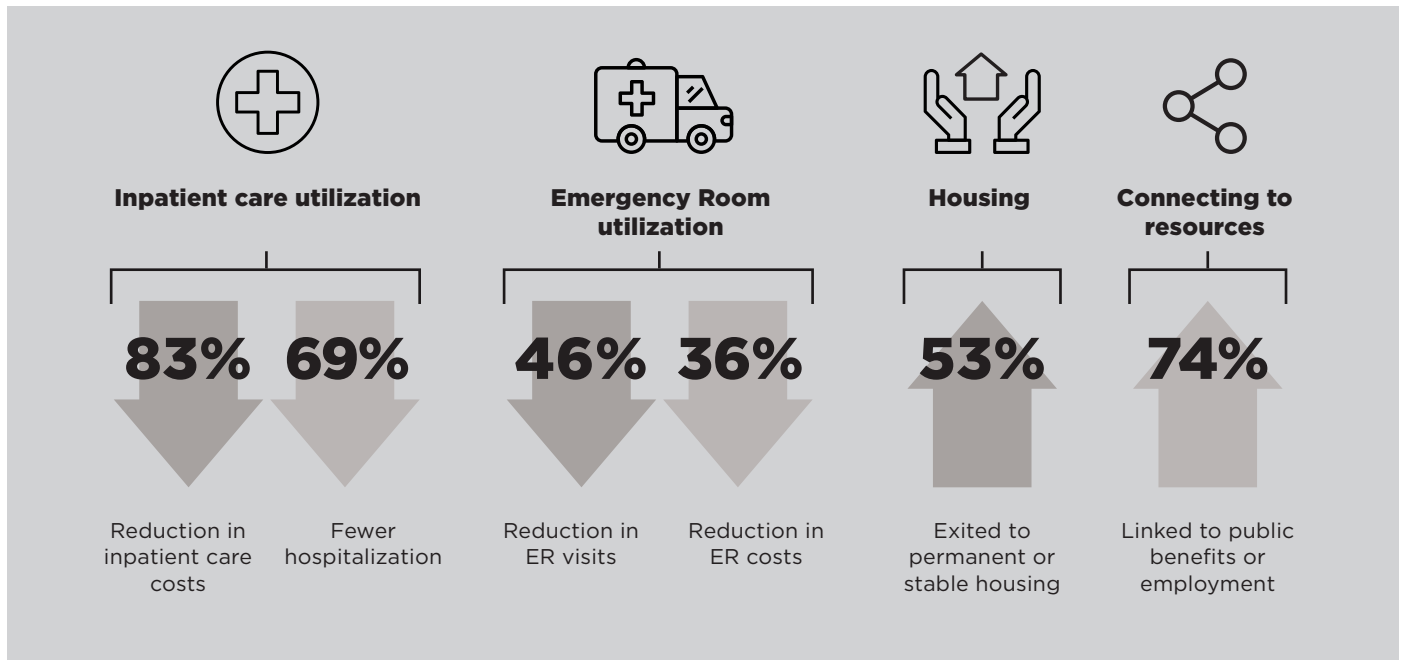 Inpatient care utilization
83%
69%
Reduction in
inpatient care
costs
Fewer
hospitalization
Emergency Room
utilization
46%
36%
Reduction in
ER visits
Reduction in
ER costs
Housing
53%
Exited to
permanent or
stable housing
Connecting to
resources
74%
Linked to public
benefits or
employment